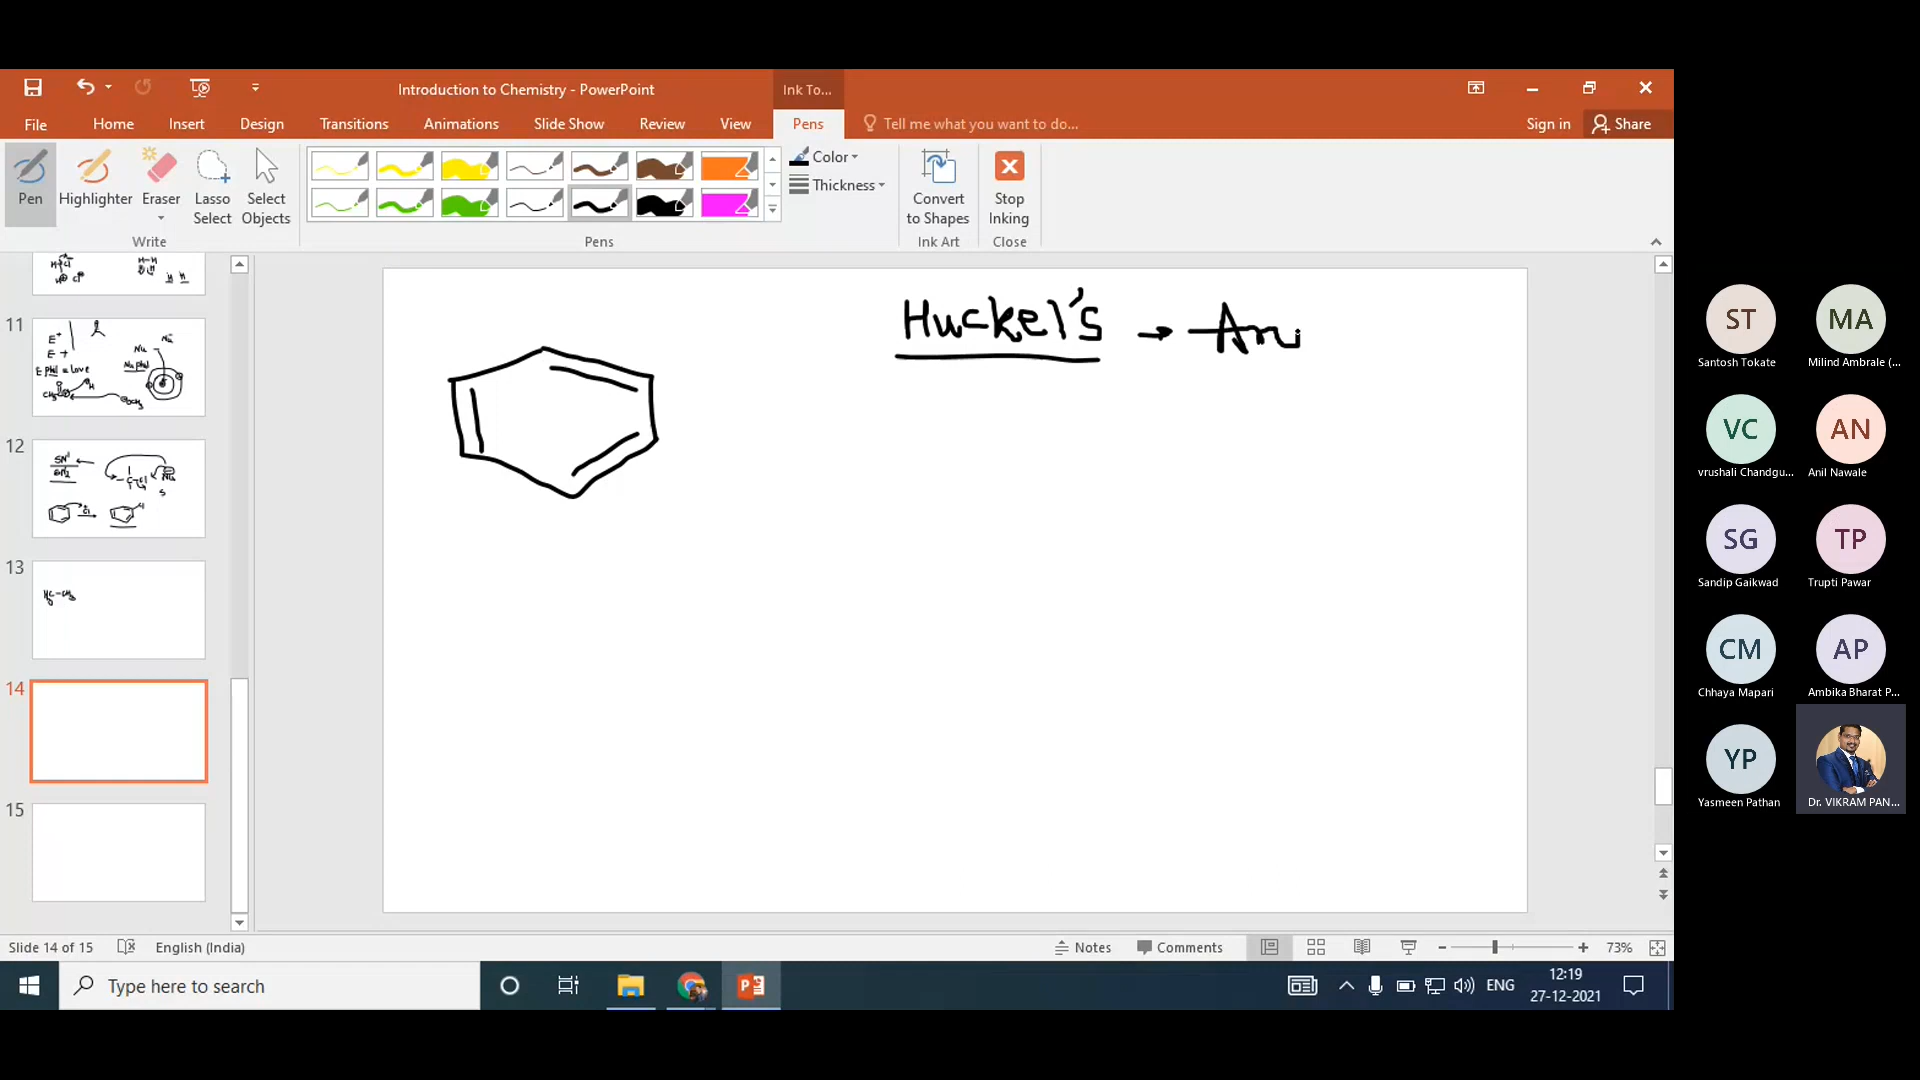 Introduction to Chemistry - PowerPoint
Ink To...
File Home Insert Design Transitions Animations Slide Show Review View Pens Tell me what you want to do... Sign in Share
Pen Highlighter Eraser Lasso Select Select Objects
Color Thickness
Convert to Shapes
Stop Inking
Write Pens Ink Art Close
11
12
13
14
15
Huckel's → Ani
ST MA
Santosh Tokate Milind Ambrale (...
VC AN
vrushali Chandgu... Anil Nawale
SG TP
Sandip Gaikwad Trupti Pawar
CM AP
Chhaya Mapari Ambika Bharat P...
YP
Yasmeen Pathan Dr. VIKRAM PAN...
Slide 14 of 15 English (India) Notes Comments 73%
Type here to search
ENG
12:19
27-12-2021